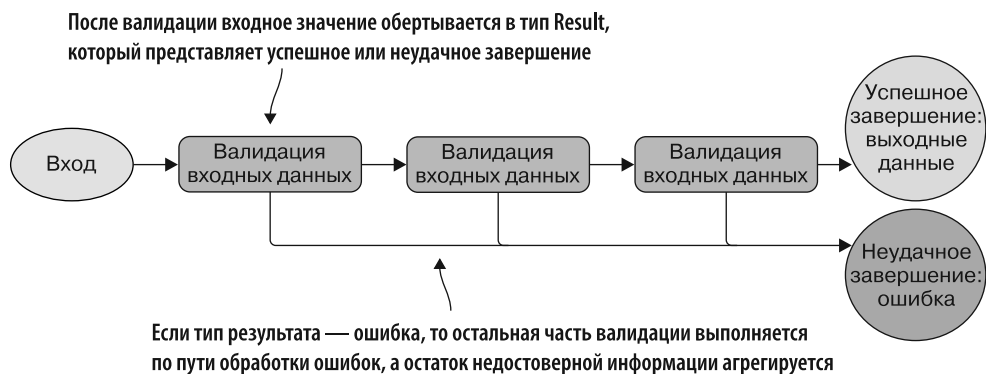 После валидации входное значение обертывается в тип Result,
который представляет успешное или неудачное завершение
Вход
Валидация
входных данных
Валидация
входных данных
Валидация
входных данных
Успешное
завершение:
выходные
данные
Неудачное
завершение:
ошибка
Если тип результата — ошибка, то остальная часть валидации выполняется
по пути обработки ошибок, а остаток недостоверной информации агрегируется